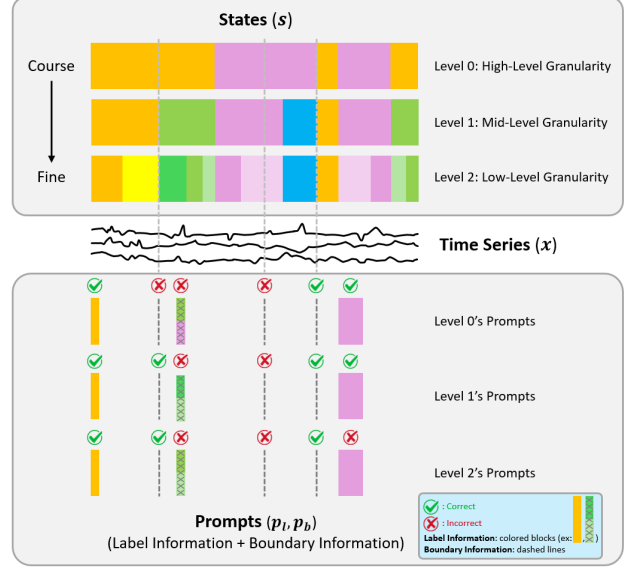 States (s)
Course
Fine
Level 0: High-Level Granularity
Level 1: Mid-Level Granularity
Level 2: Low-Level Granularity
Time Series (x)
Level 0's Prompts
Level 1's Prompts
Level 2's Prompts
Prompts (pₗ, p_b)
(Label Information + Boundary Information)
: Correct
: Incorrect
Label Information: colored blocks (ex: , )
Boundary Information: dashed lines